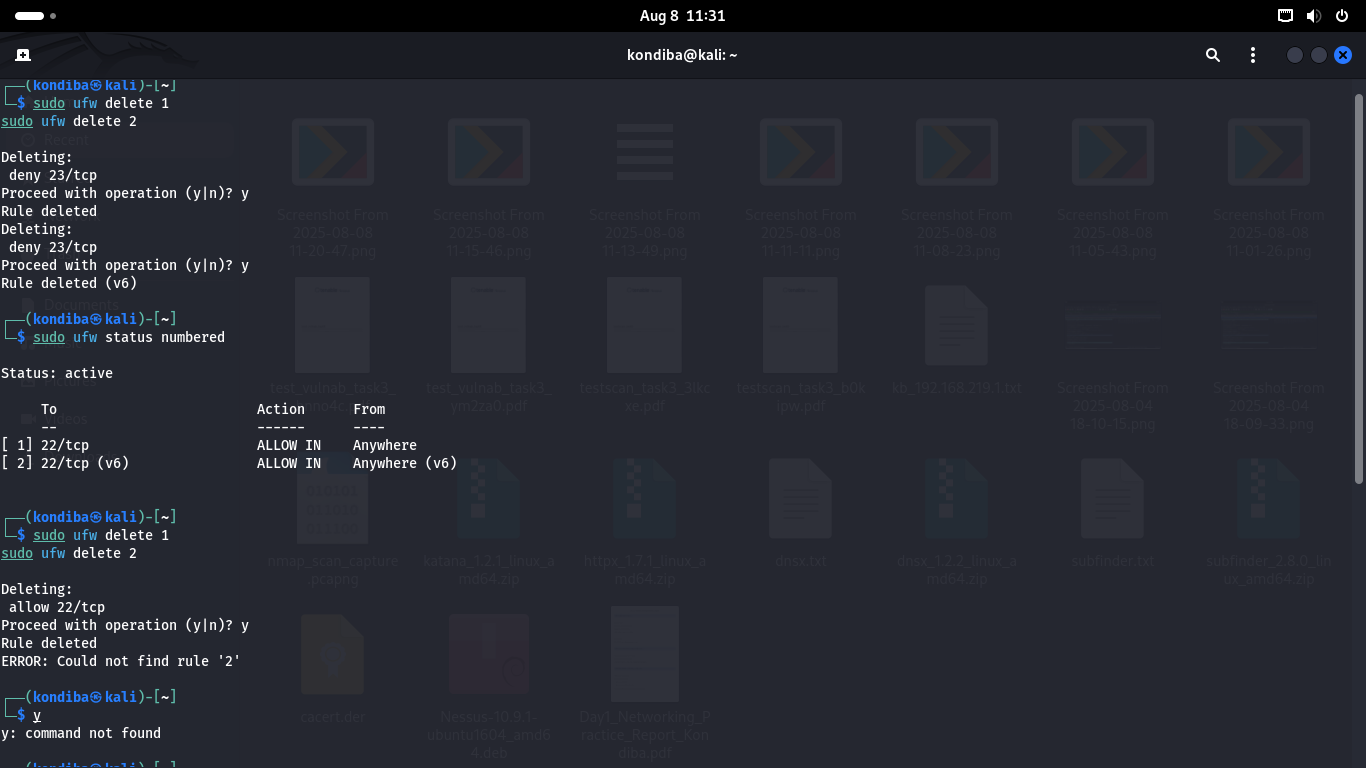 Aug 8 11:31
kondiba@kali: ~
┌──(kondiba㉿kali)-[~]
└─$ sudo ufw delete 1
sudo ufw delete 2
Recent
Deleting:
 deny 23/tcp
Proceed with operation (y|n)? y
Rule deleted
Deleting:
 deny 23/tcp
Proceed with operation (y|n)? y
Rule deleted (v6)
Documents
┌──(kondiba㉿kali)-[~]
└─$ sudo ufw status numbered
Status: active
     To                         Action      From
     --                         ------      ----
Videos
[ 1] 22/tcp                     ALLOW IN    Anywhere
[ 2] 22/tcp (v6)                ALLOW IN    Anywhere (v6)
┌──(kondiba㉿kali)-[~]
└─$ sudo ufw delete 1
sudo ufw delete 2
Deleting:
 allow 22/tcp
Proceed with operation (y|n)? y
Rule deleted
ERROR: Could not find rule '2'
┌──(kondiba㉿kali)-[~]
└─$ y
y: command not found
┌──(kondiba㉿kali)-[~]
Screenshot From 2025-08-08 11-20-47.png
Screenshot From 2025-08-08 11-15-46.png
Screenshot From 2025-08-08 11-13-49.png
Screenshot From 2025-08-08 11-11-11.png
Screenshot From 2025-08-08 11-08-23.png
Screenshot From 2025-08-08 11-05-43.png
Screenshot From 2025-08-08 11-01-26.png
kb_192.168.219.1.txt
Screenshot From 2025-08-04 18-10-15.png
Screenshot From 2025-08-04 18-09-33.png
nmap_scan_capture.pcapng
katana_1.2.1_linux_amd64.zip
httpx_1.7.1_linux_amd64.zip
dnsx.txt
dnsx_1.2.2_linux_amd64.zip
subfinder.txt
subfinder_2.8.0_linux_amd64.zip
cacert.der
Nessus-10.9.1-ubuntu1604_amd64.deb
Day1_Networking_Practice_Report_Kondiba.pdf